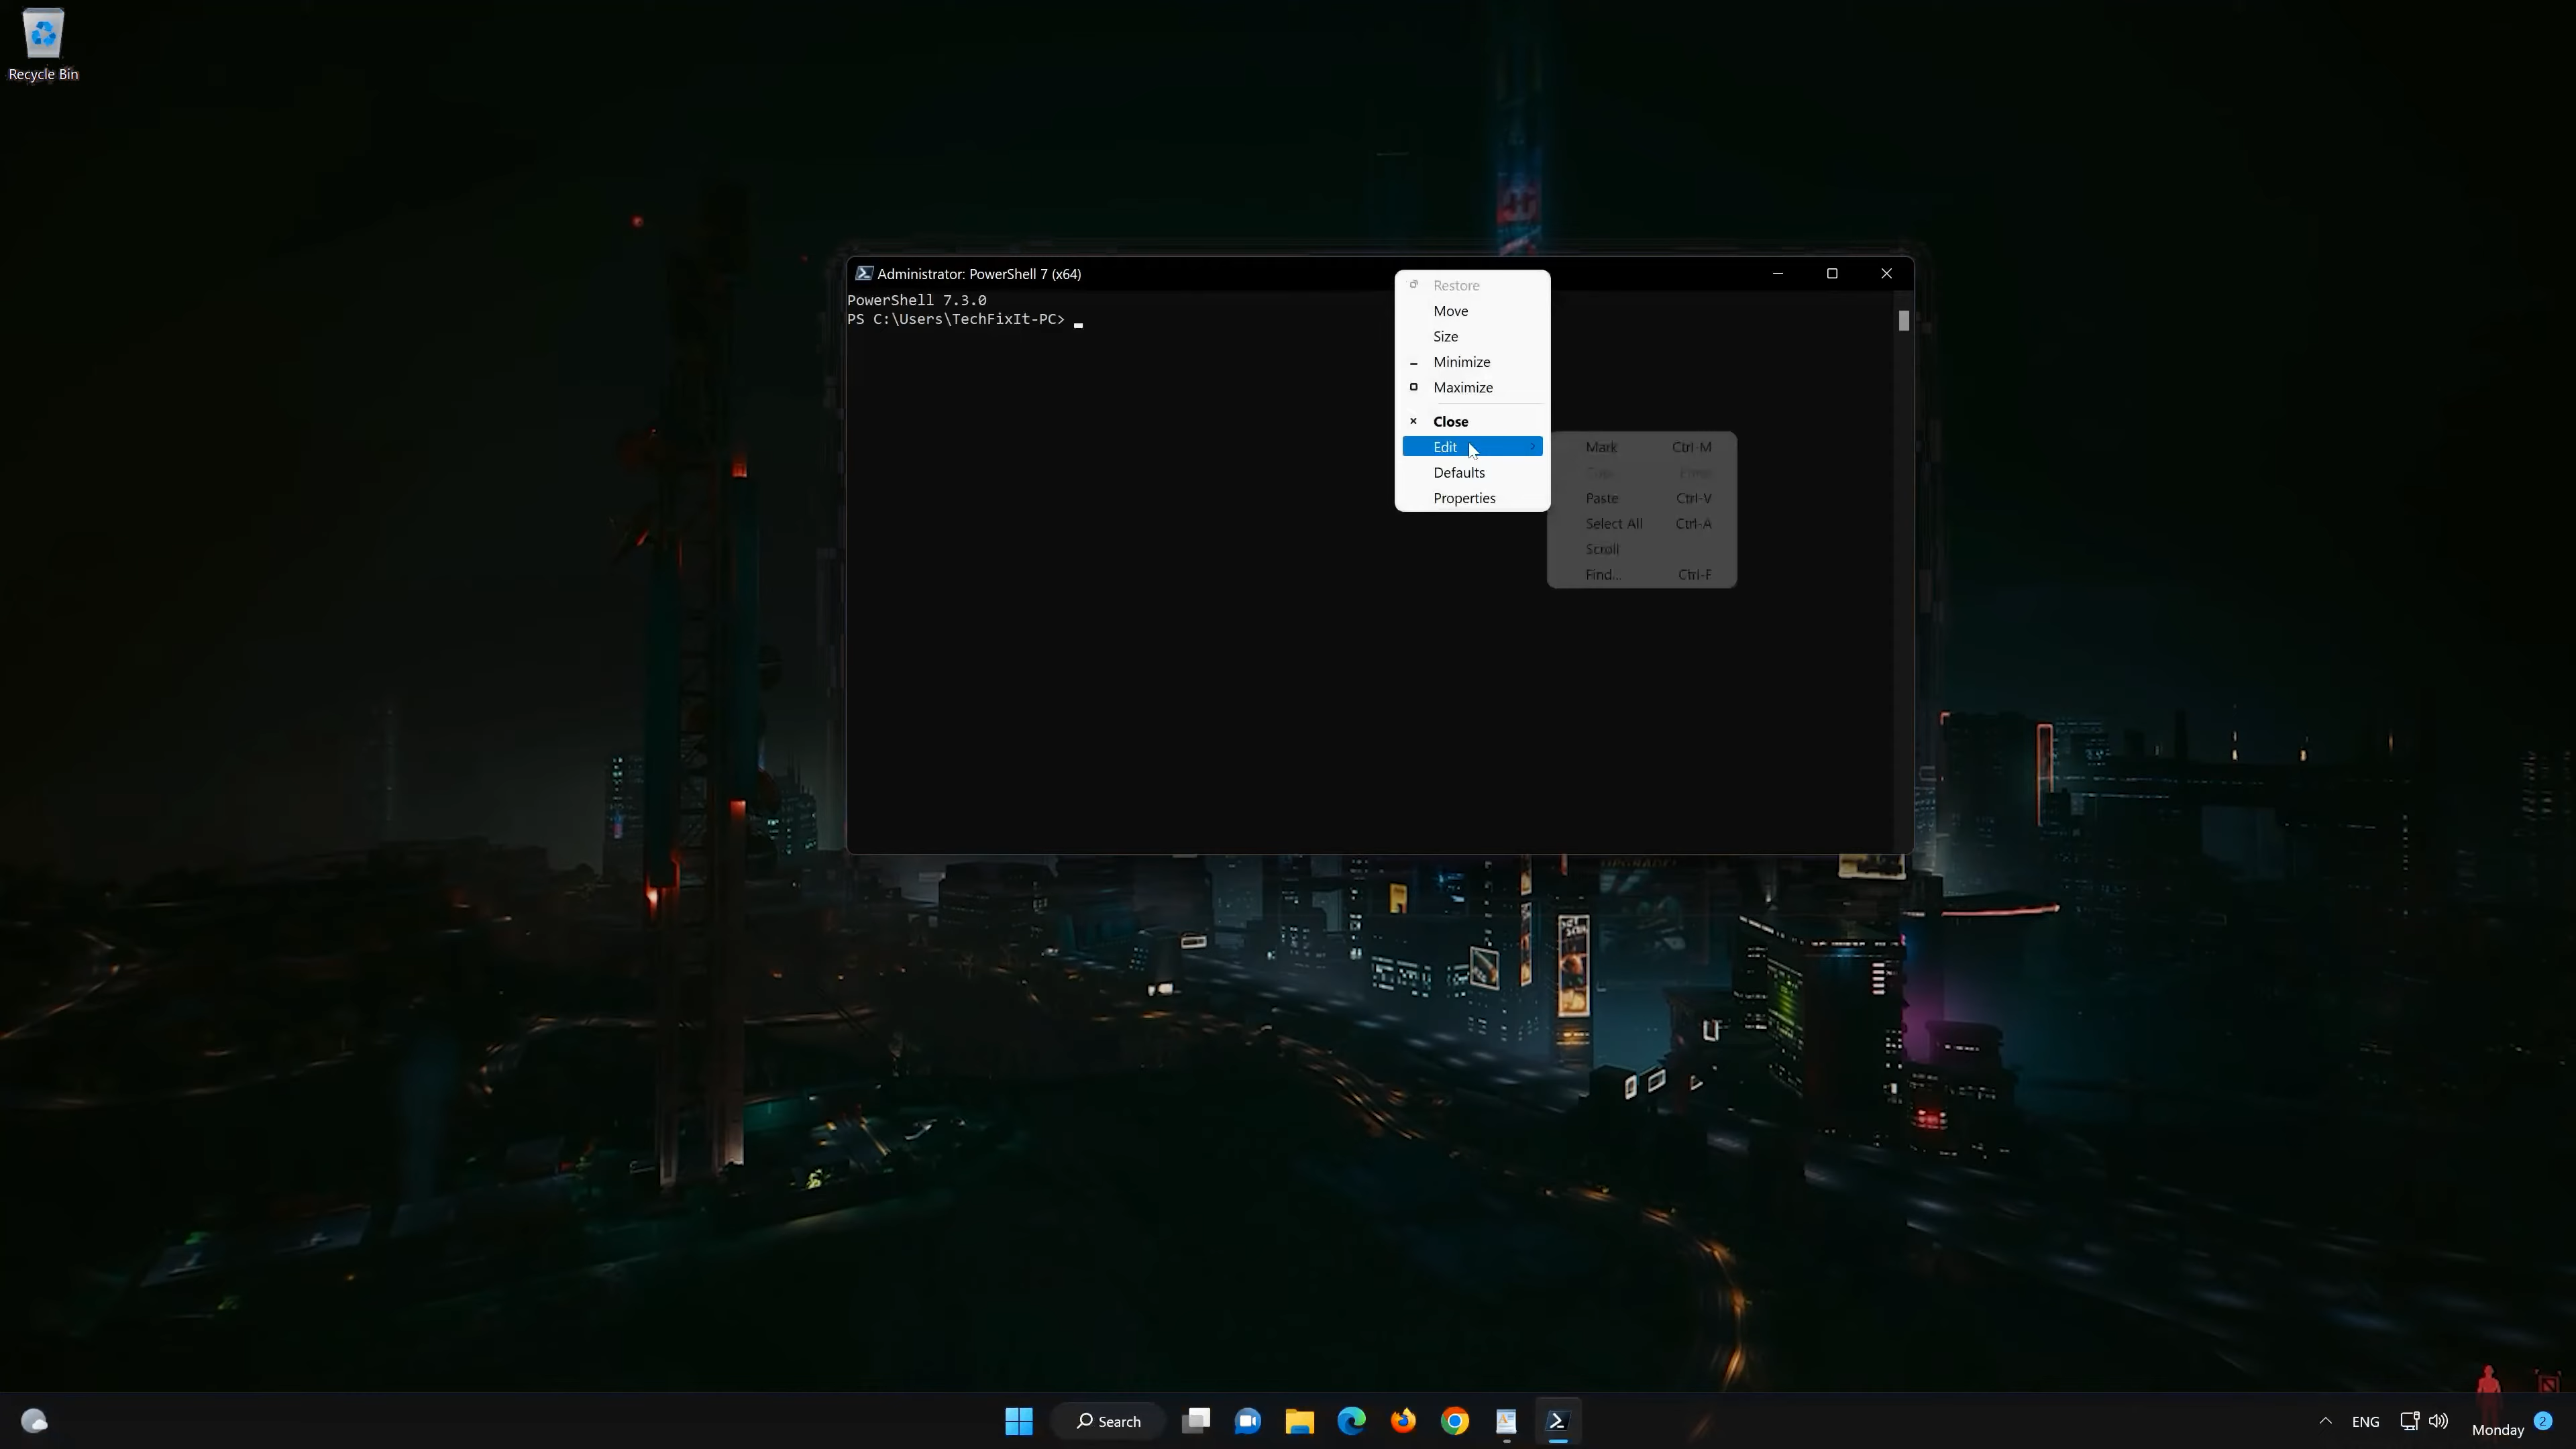 Recycle Bin
Administrator: PowerShell 7 (x64)
PowerShell 7.3.0
PS C:\Users\TechFixIt-PC>
Restore
Move
Size
Minimize
Maximize
Close
Edit
Defaults
Properties
Mark Ctrl-M
Paste Ctrl-V
Select All Ctrl-A
Scroll
Find... Ctrl-F
Search
ENG
Monday
2